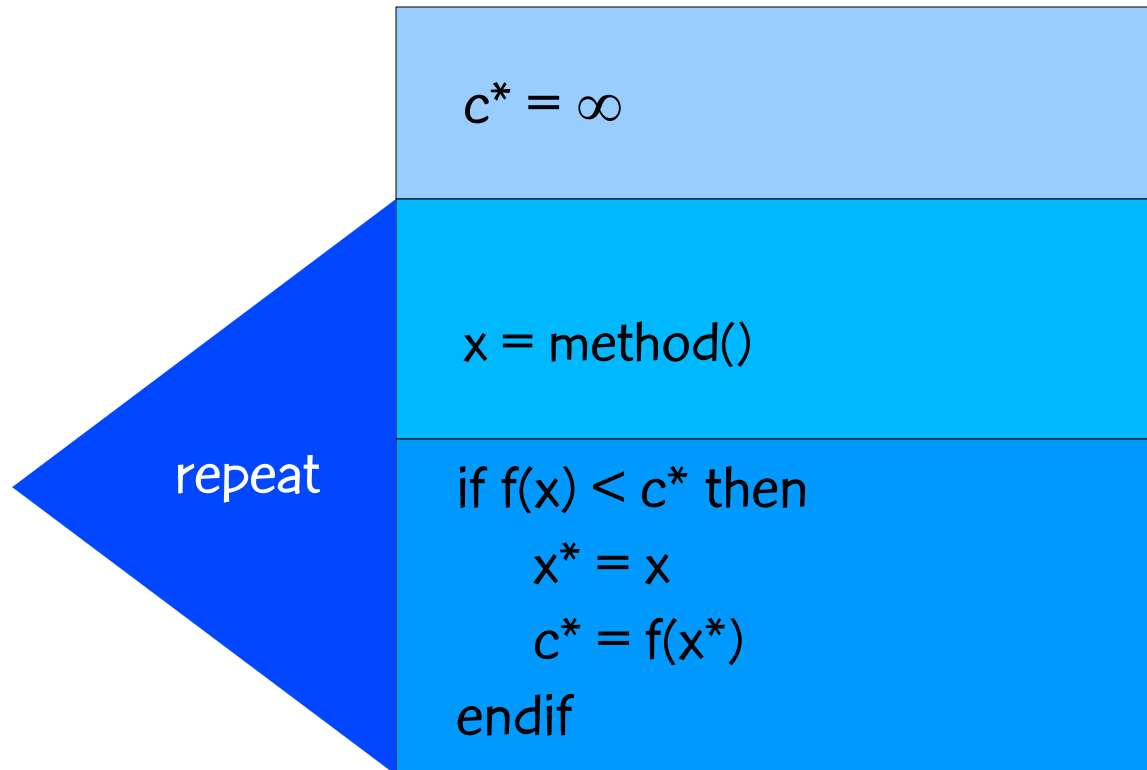 c* = ∞
x = method()
repeat
if f(x) < c* then
x* = x
c* = f(x*)
endif